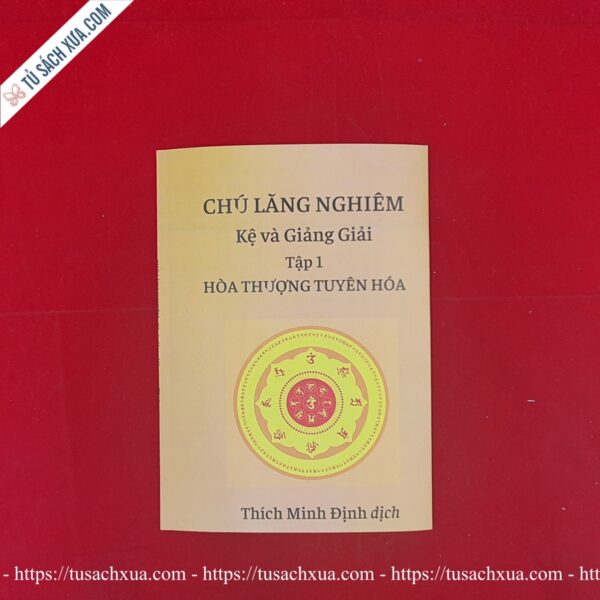 TỦ SÁCH XƯA.COM
CHÚ LĂNG NGHIÊM
Kệ và Giảng Giải
Tập 1
HÒA THƯỢNG TUYÊN HÓA
Thích Minh Định dịch
- https://tusachxua.com - https://tusachxua.com - https://tusachxua.com -